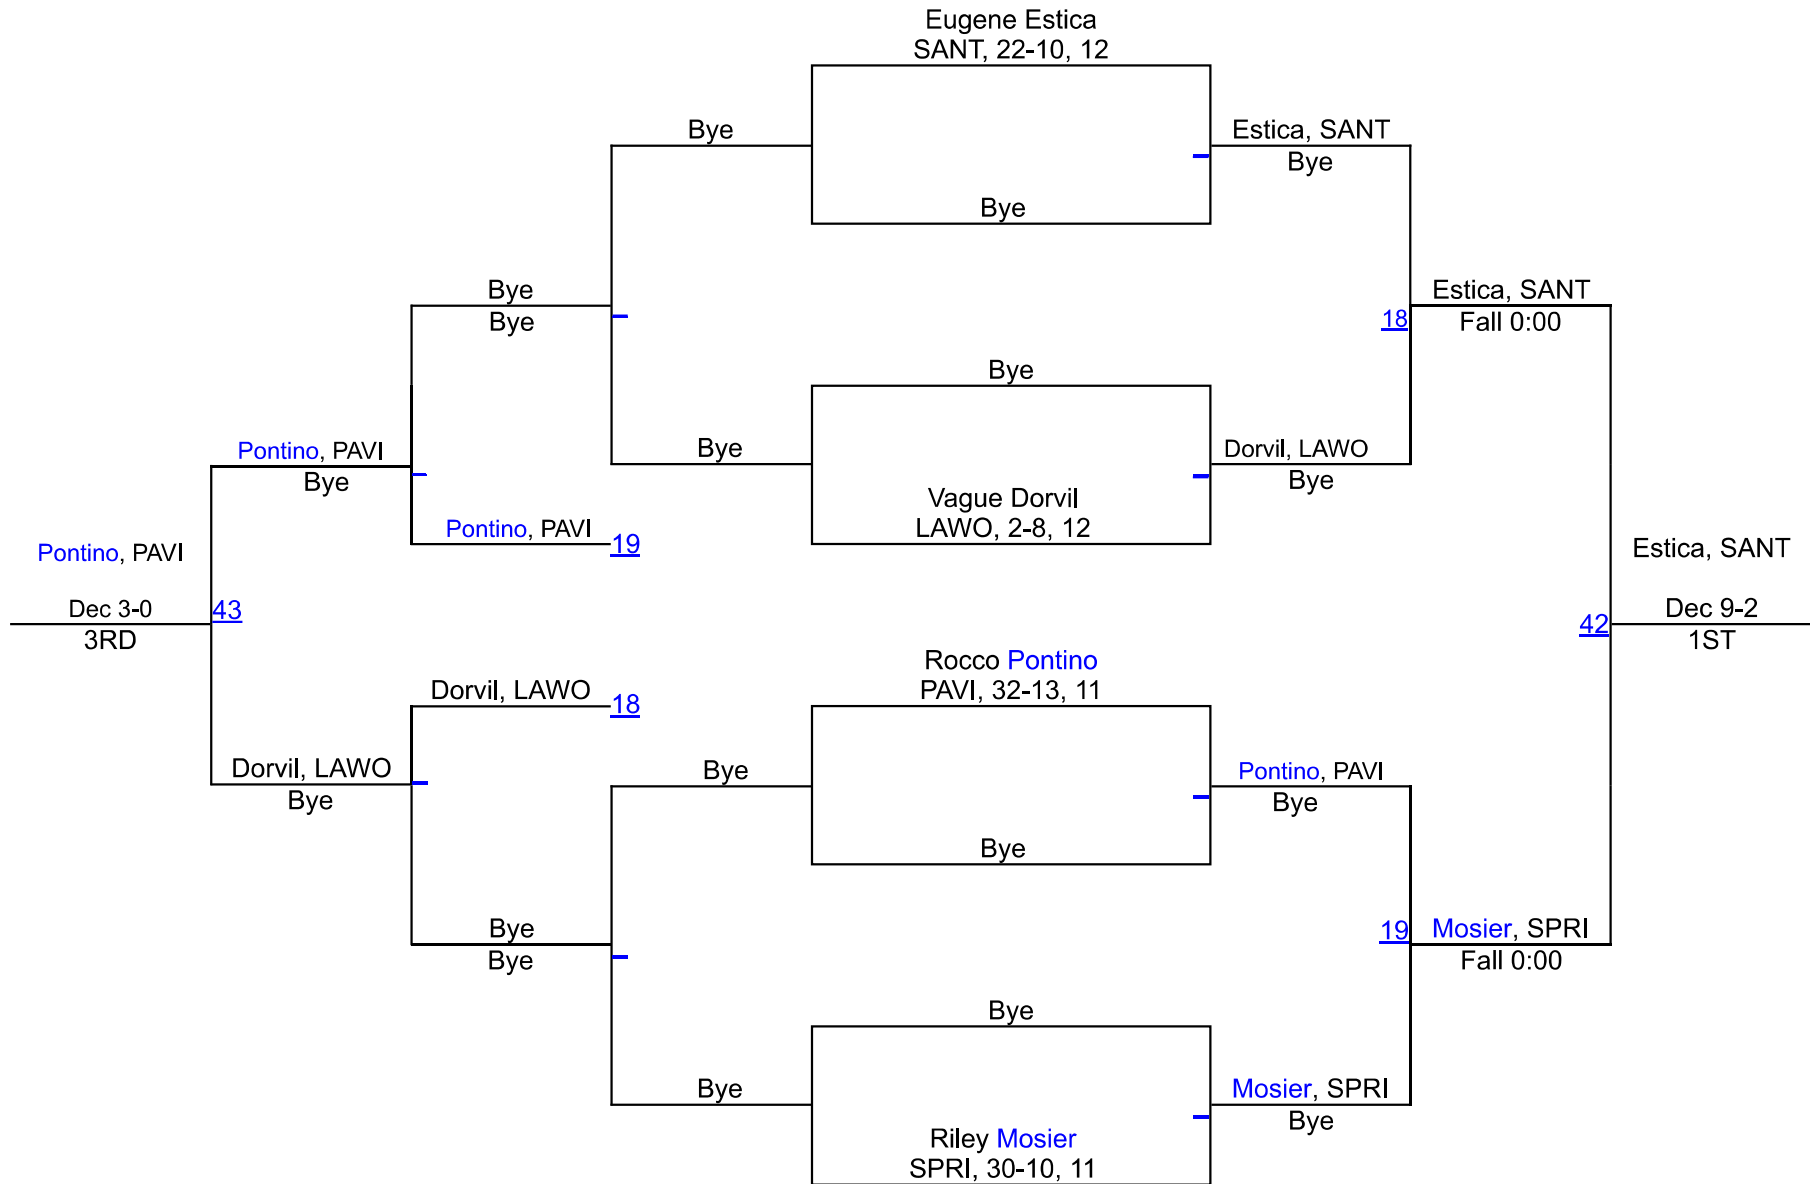 Eugene Estica
SANT, 22-10, 12
Bye
Estica, SANT
Bye
Bye
Bye
Bye
Estica, SANT
18
Fall 0:00
Bye
Pontino, PAVI
Bye
Bye
Dorvil, LAWO
Bye
Vague Dorvil
LAWO, 2-8, 12
Pontino, PAVI
19
Pontino, PAVI
Estica, SANT
Dec 3-0
43
3RD
Dec 9-2
42
1ST
Rocco Pontino
PAVI, 32-13, 11
Dorvil, LAWO
18
Dorvil, LAWO
Bye
Bye
Pontino, PAVI
Bye
Bye
Bye
Bye
19
Mosier, SPRI
Fall 0:00
Bye
Bye
Mosier, SPRI
Bye
Riley Mosier
SPRI, 30-10, 11